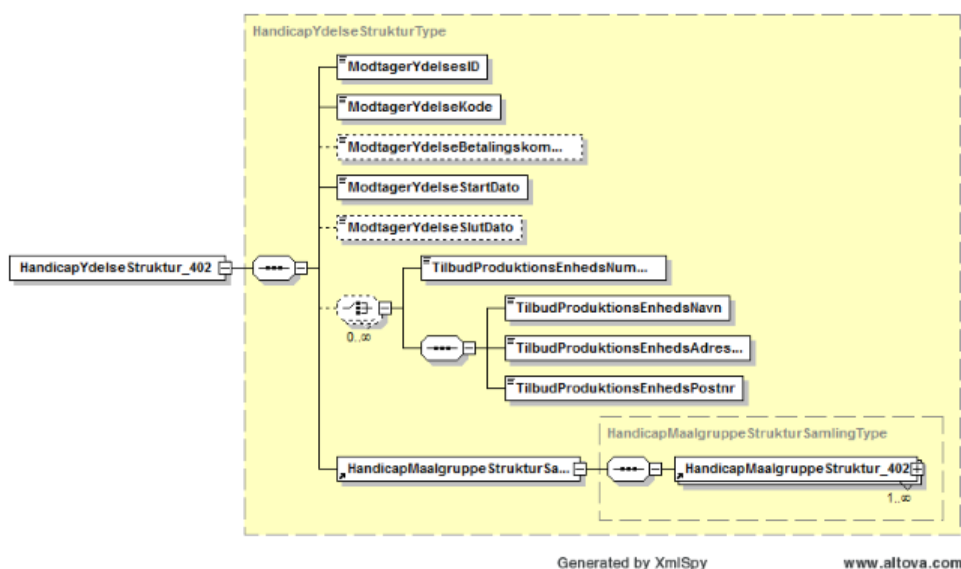 HandicapYdelseStrukturType
ModtagerYdelsesID
ModtagerYdelseKode
ModtagerYdelseBetalingskom...
ModtagerYdelseStartDato
ModtagerYdelseSlutDato
HandicapYdelseStruktur_402
TilbudProduktionsEnhedsNum...
0..∞
TilbudProduktionsEnhedsNavn
TilbudProduktionsEnhedsAdres...
TilbudProduktionsEnhedsPostnr
HandicapMaalgruppeStrukturSamlingType
HandicapMaalgruppeStrukturSa...
HandicapMaalgruppeStruktur_402
1..∞
Generated by XmlSpy
www.altova.com